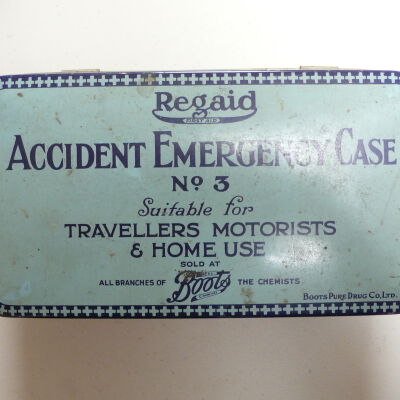 Regaid
FIRST AID
ACCIDENT EMERGENCY CASE
Nº 3
Suitable for
TRAVELLERS MOTORISTS
& HOME USE
SOLD AT
ALL BRANCHES OF Boots THE CHEMISTS
BOOTS PURE DRUG CO, LTD.